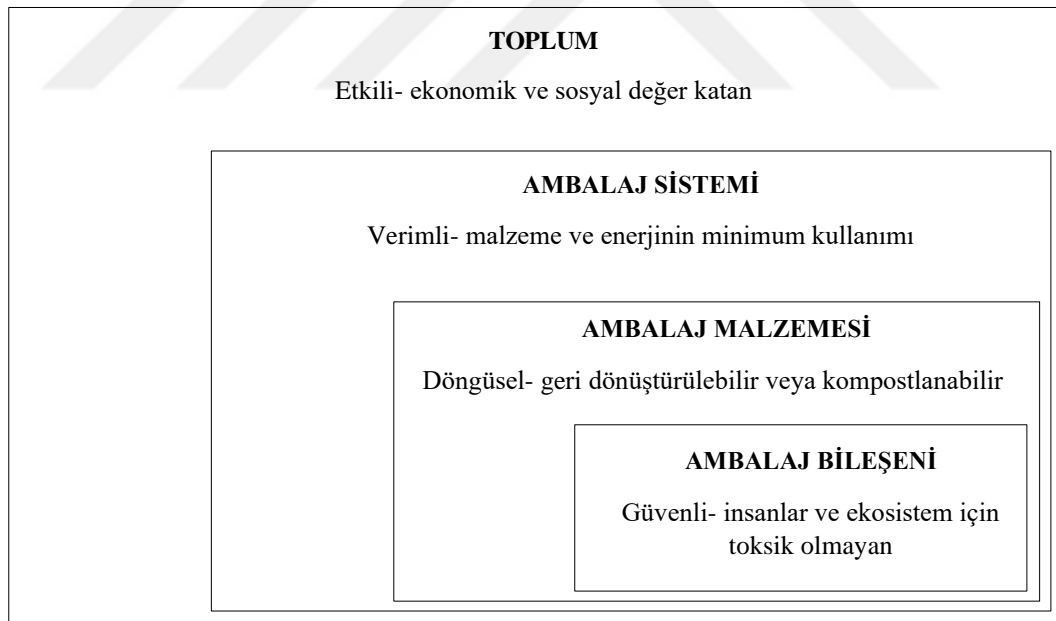 TOPLUM
Etkili- ekonomik ve sosyal değer katan
AMBALAJ SİSTEMİ
Verimli- malzeme ve enerjinin minimum kullanımı
AMBALAJ MALZEMESİ
Döngüsel- geri dönüştürülebilir veya kompostlanabilir
AMBALAJ BİLEŞENİ
Güvenli- insanlar ve ekosistem için
toksik olmayan